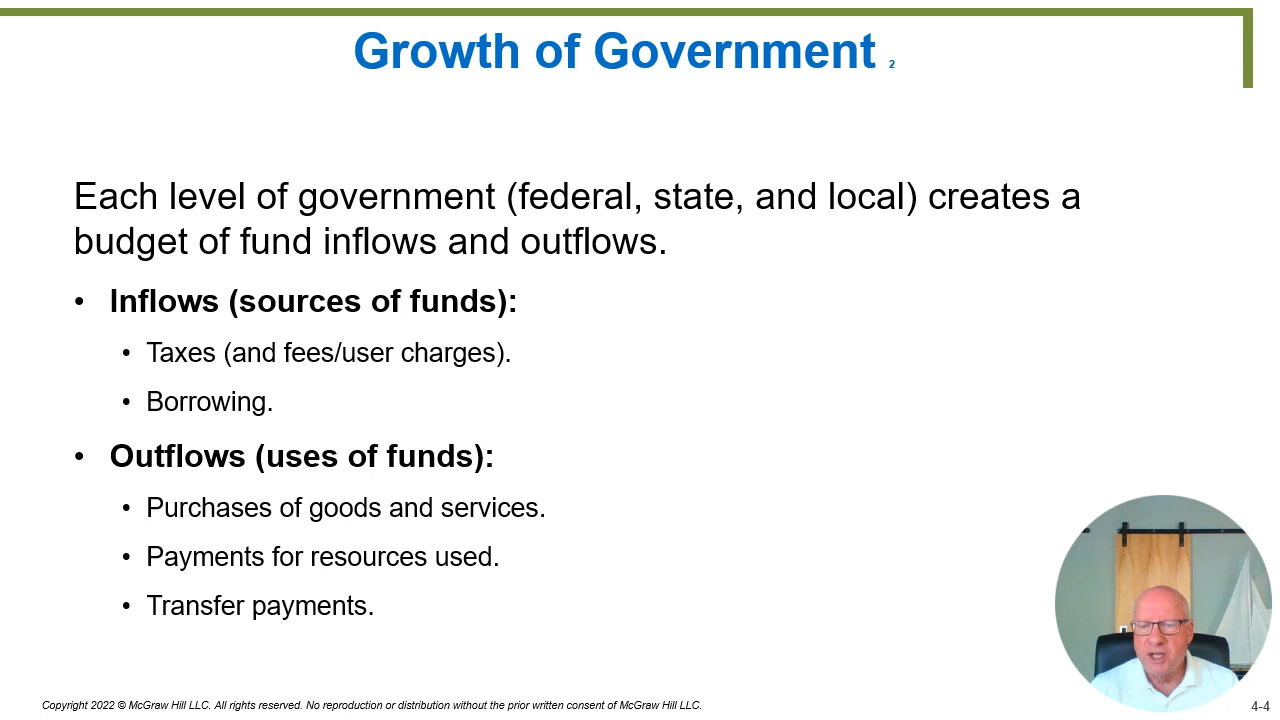 Growth of Government 2
Each level of government (federal, state, and local) creates a
budget of fund inflows and outflows.
• Inflows (sources of funds):
• Taxes (and fees/user charges).
• Borrowing.
• Outflows (uses of funds):
• Purchases of goods and services.
• Payments for resources used.
• Transfer payments.
Copyright 2022 © McGraw Hill LLC. All rights reserved. No reproduction or distribution without the prior written consent of McGraw Hill LLC.
4-4